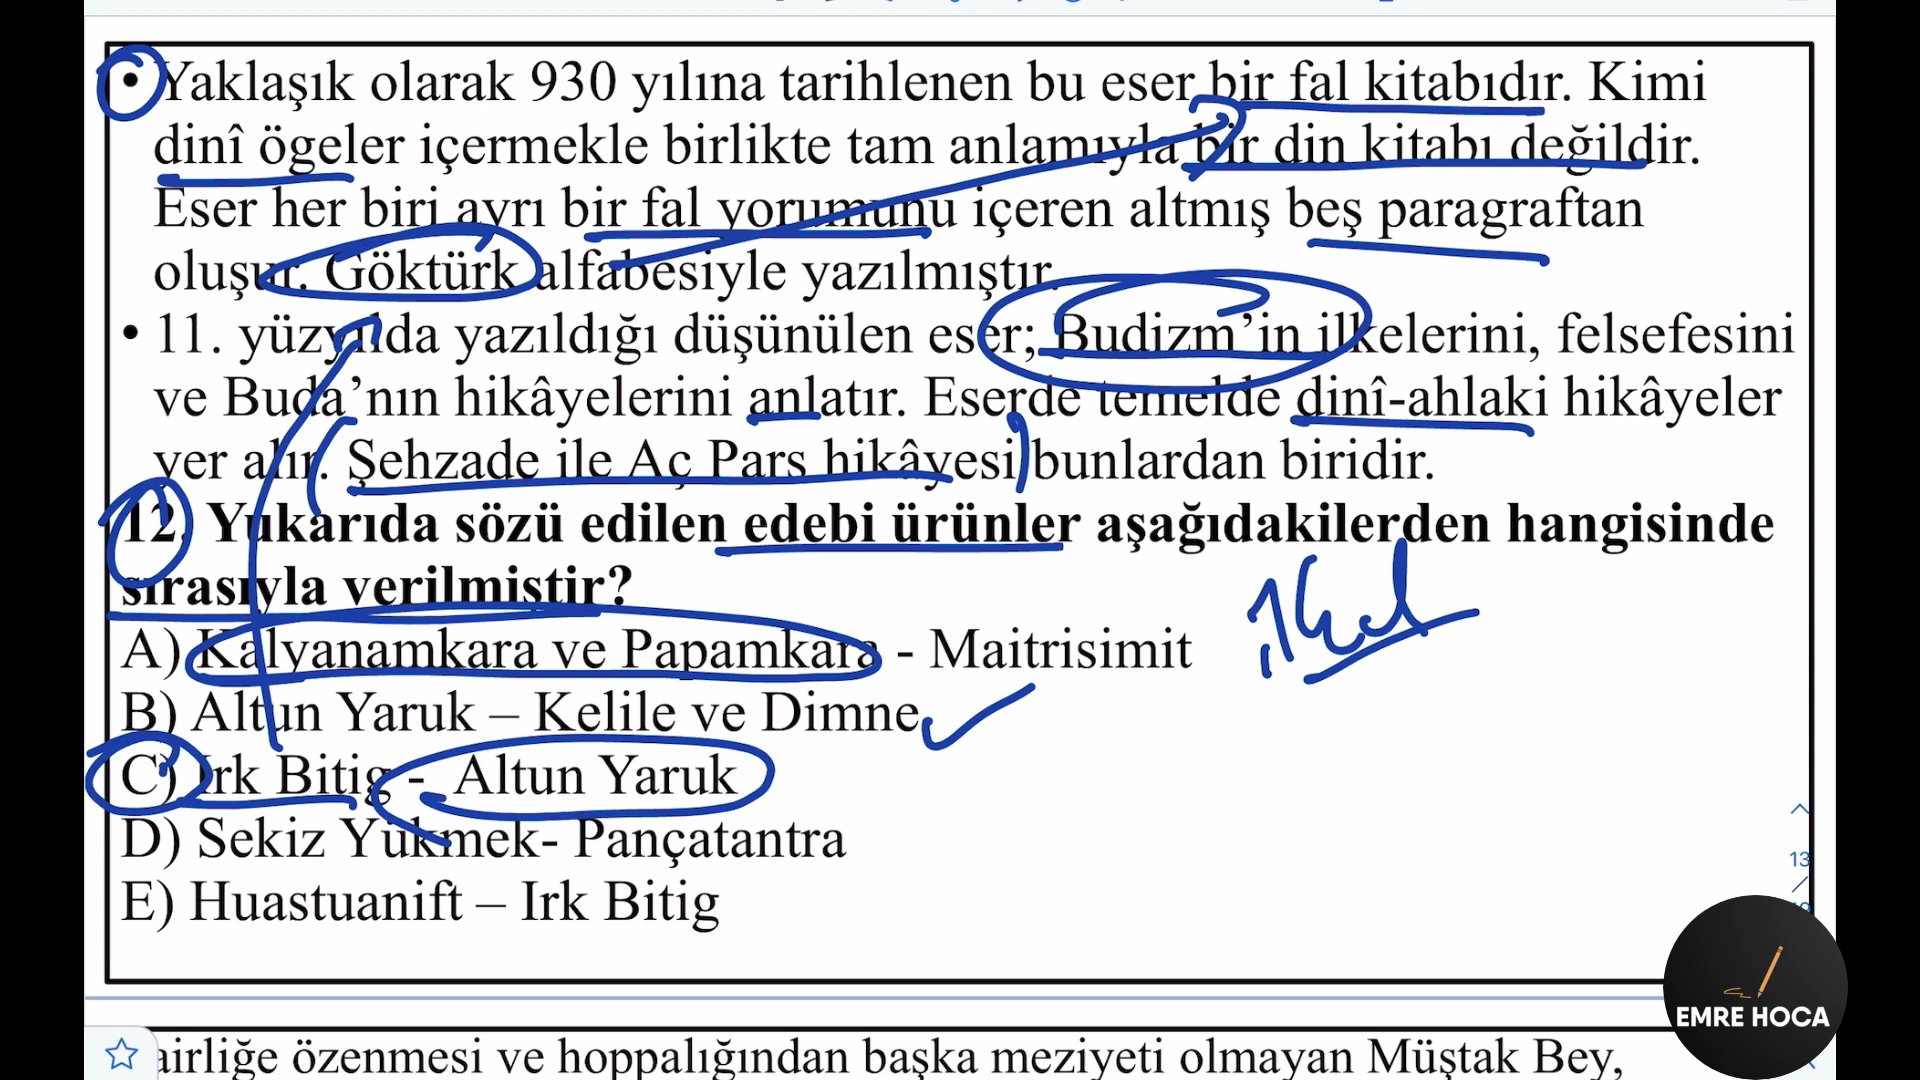 • Yaklaşık olarak 930 yılına tarihlenen bu eser bir fal kitabıdır. Kimi
dinî ögeler içermekle birlikte tam anlamıyla bir din kitabı değildir.
Eser her biri ayrı bir fal yorumunu içeren altmış beş paragraftan
oluşur. Göktürk alfabesiyle yazılmıştır.
• 11. yüzyılda yazıldığı düşünülen eser; Budizm’in ilkelerini, felsefesini
ve Buda’nın hikâyelerini anlatır. Eserde temelde dinî-ahlaki hikâyeler
yer alır. Şehzade ile Aç Pars hikâyesi bunlardan biridir.
12. Yukarıda sözü edilen edebi ürünler aşağıdakilerden hangisinde
sırasıyla verilmiştir?
A) Kalyanamkara ve Papamkara - Maitrisimit
B) Altun Yaruk – Kelile ve Dimne
C) Irk Bitig - Altun Yaruk
D) Sekiz Yükmek- Pançatantra
E) Huastuanift – Irk Bitig
13
EMRE HOCA
airliğe özenmesi ve hoppalığından başka meziyeti olmayan Müştak Bey,